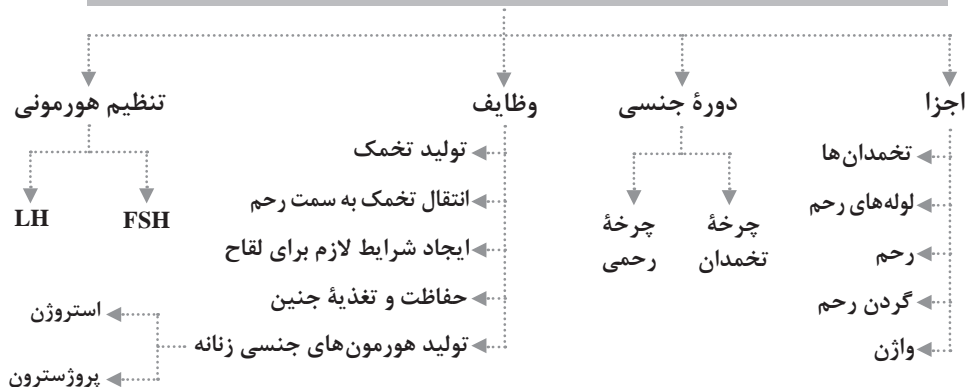 اجزا
تخمدان‌ها
لوله‌های رحم
رحم
گردن رحم
واژن
دورهٔ جنسی
چرخهٔ
تخمدان
چرخهٔ
رحمی
وظایف
تولید تخمک
انتقال تخمک به سمت رحم
ایجاد شرایط لازم برای لقاح
حفاظت و تغذیهٔ جنین
تولید هورمون‌های جنسی زنانه
استروژن
پروژسترون
تنظیم هورمونی
FSH
LH